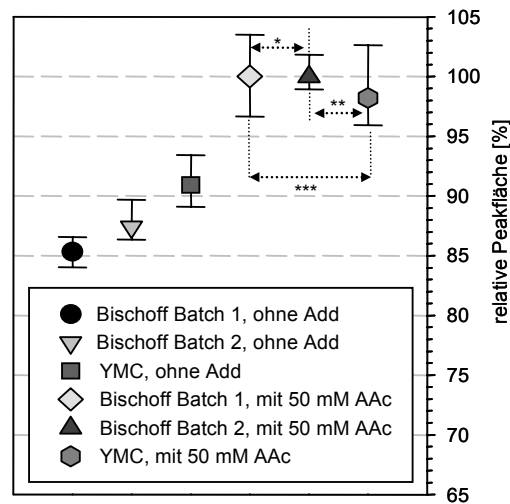 105
*
100
**
95
***
90
85
80
75
70
65
relative Peakfläche [%]
Bischoff Batch 1, ohne Add
Bischoff Batch 2, ohne Add
YMC, ohne Add
Bischoff Batch 1, mit 50 mM AAc
Bischoff Batch 2, mit 50 mM AAc
YMC, mit 50 mM AAc